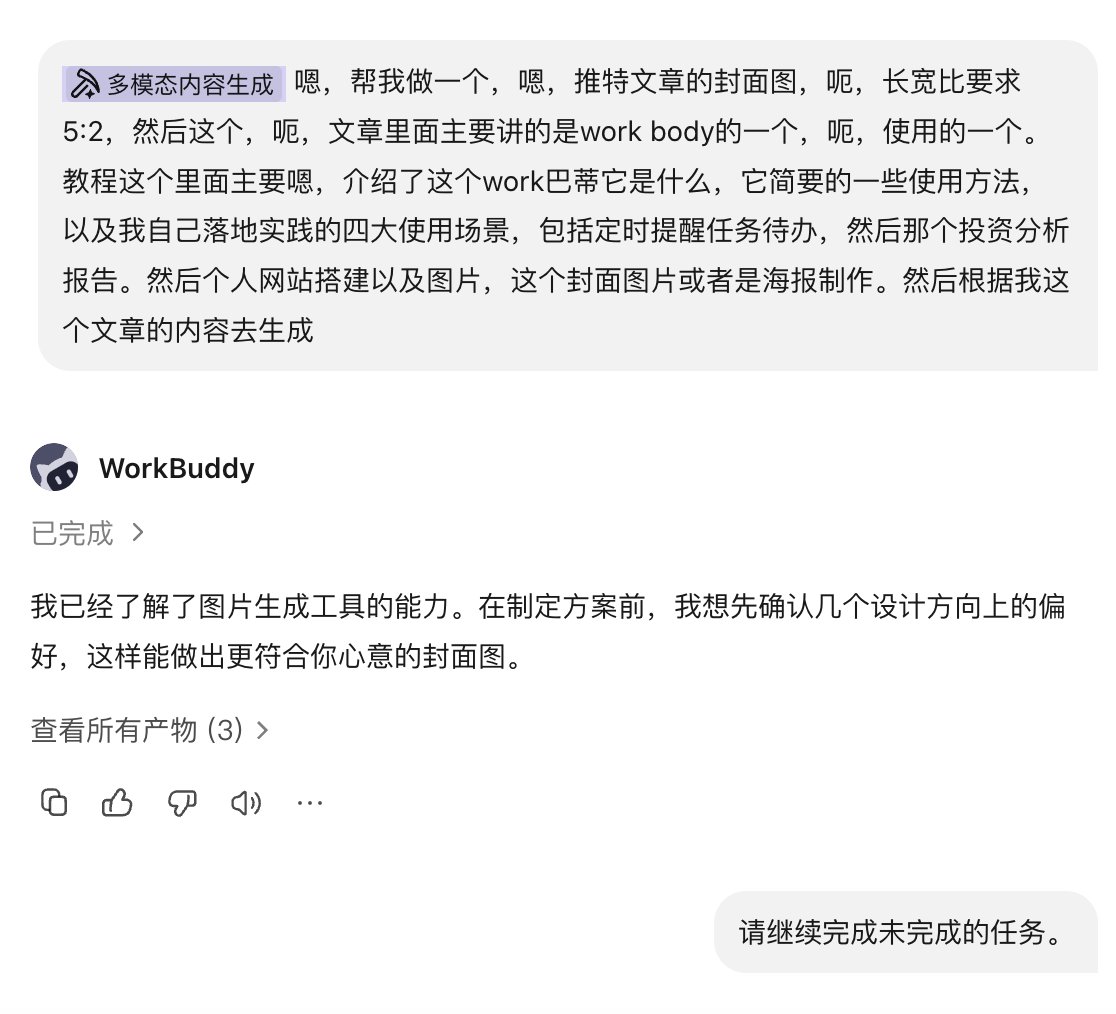 多模态内容生成 嗯，帮我做一个，嗯，推特文章的封面图，呃，长宽比要求
5:2，然后这个，呃，文章里面主要讲的是work body的一个，呃，使用的一个。
教程这个里面主要嗯，介绍了这个work巴蒂它是什么，它简要的一些使用方法，
以及我自己落地实践的四大使用场景，包括定时提醒任务待办，然后那个投资分析
报告。然后个人网站搭建以及图片，这个封面图片或者是海报制作。然后根据我这
个文章的内容去生成
WorkBuddy
已完成 >
我已经了解了图片生成工具的能力。在制定方案前，我想先确认几个设计方向上的偏
好，这样能做出更符合你心意的封面图。
查看所有产物 (3) >
请继续完成未完成的任务。